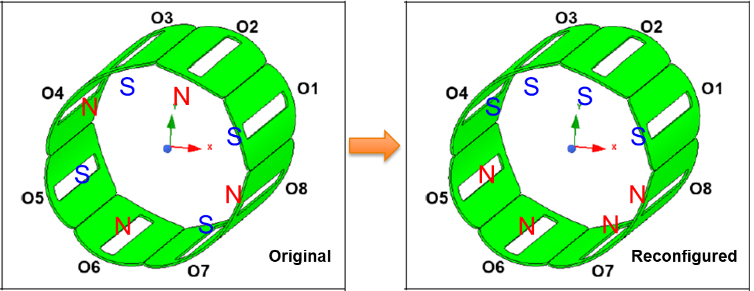 O3
O2
S
N
O1
O4
N
S
x
O5
S
N
O8
N
S
O6
O7
Original
O3
O2
S
S
O1
O4
S
S
x
O5
N
N
O8
N
N
O6
O7
Reconfigured